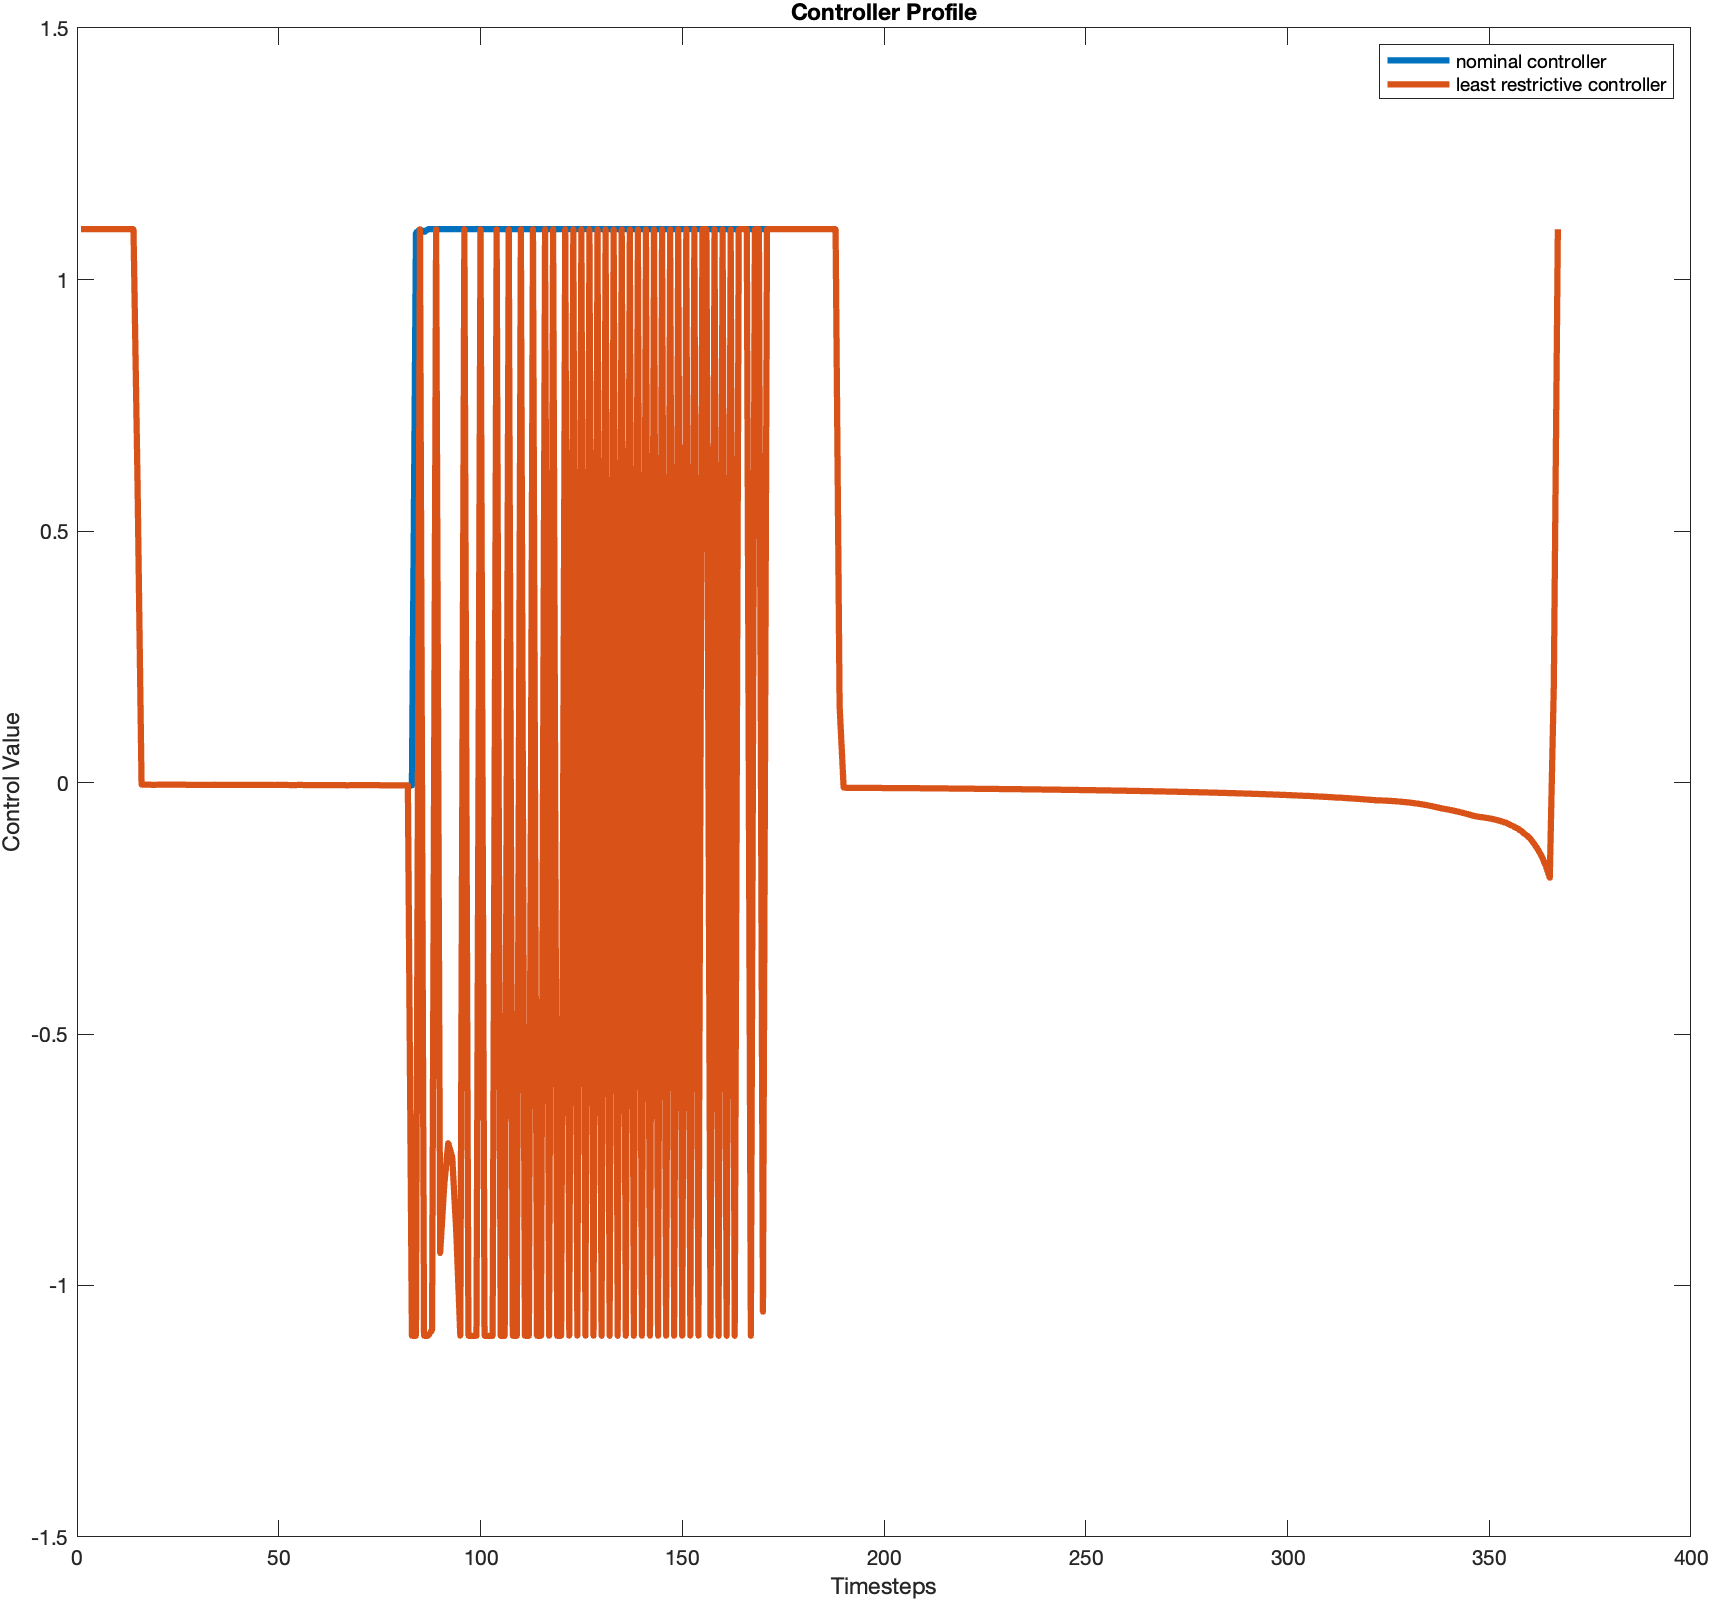 Controller Profile
nominal controller
least restrictive controller
1.5
1
0.5
0
-0.5
-1
-1.5
Control Value
0 50 100 150 200 250 300 350 400
Timesteps